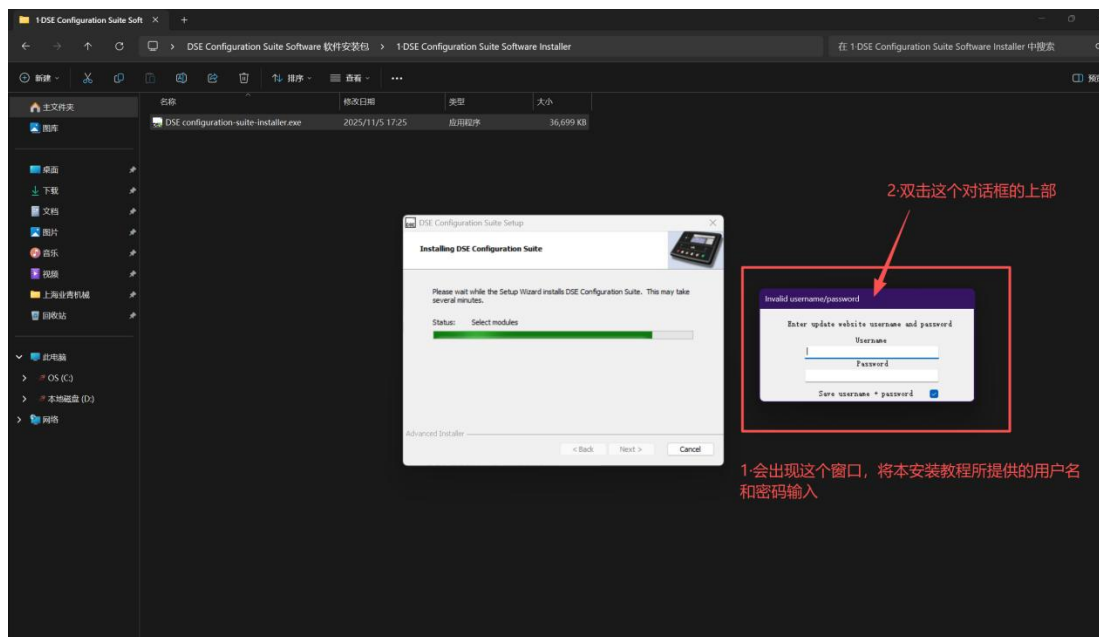 1·DSE Configuration Suite Soft
DSE Configuration Suite Software 软件安装包 > 1·DSE Configuration Suite Software Installer
在 1·DSE Configuration Suite Software Installer 中搜索
新建
排序
查看
主文件夹
图库
桌面
下载
文档
图片
音乐
视频
上海业青机械
回收站
此电脑
OS (C:)
本地磁盘 (D:)
网络
名称 修改日期 类型 大小
DSE configuration-suite-installer.exe 2025/11/5 17:25 应用程序 36,699 KB
DSE Configuration Suite Setup
Installing DSE Configuration Suite
Please wait while the Setup Wizard installs DSE Configuration Suite. This may take
several minutes.
Status: Select modules
Advanced Installer
< Back Next > Cancel
2·双击这个对话框的上部
Invalid username/password
Enter update website username and password
Username
Password
Save username + password
1·会出现这个窗口，将本安装教程所提供的用户名
和密码输入